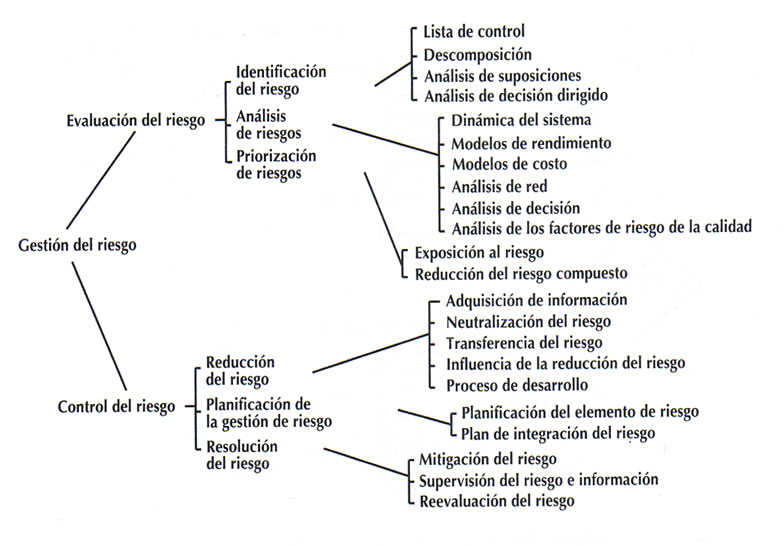 Gestión del riesgo
Evaluación del riesgo
Identificación
del riesgo
Lista de control
Descomposición
Análisis de suposiciones
Análisis de decisión dirigido
Análisis
de riesgos
Dinámica del sistema
Modelos de rendimiento
Modelos de costo
Análisis de red
Análisis de decisión
Análisis de los factores de riesgo de la calidad
Priorización
de riesgos
Exposición al riesgo
Reducción del riesgo compuesto
Control del riesgo
Reducción
del riesgo
Adquisición de información
Neutralización del riesgo
Transferencia del riesgo
Influencia de la reducción del riesgo
Proceso de desarrollo
Planificación de
la gestión de riesgo
Planificación del elemento de riesgo
Plan de integración del riesgo
Resolución
del riesgo
Mitigación del riesgo
Supervisión del riesgo e información
Reevaluación del riesgo